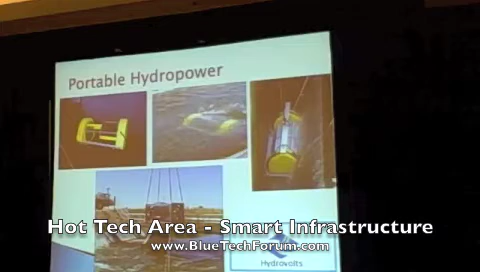 Portable Hydropower
Hot Tech Area - Smart Infrastructure
www.BlueTechForum.com
Hydrovolts